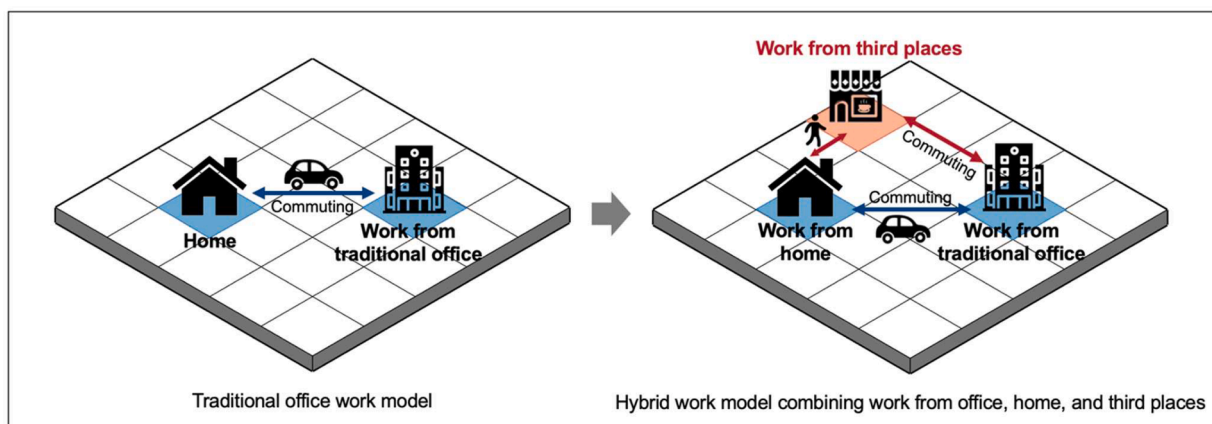 Commuting
Home
Work from
traditional office
Traditional office work model
Work from third places
Commuting
Commuting
Work from
home
Work from
traditional office
Hybrid work model combining work from office, home, and third places